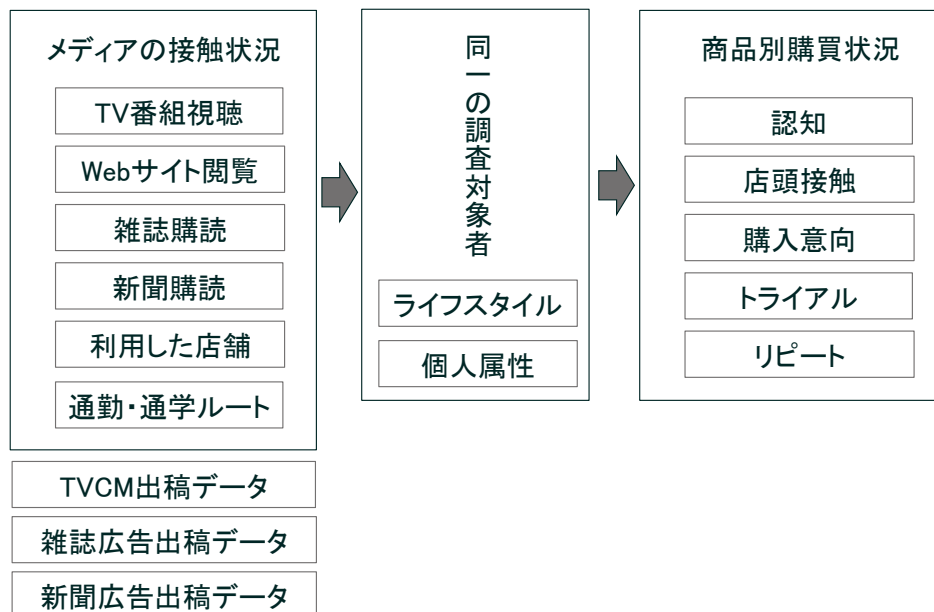 メディアの接触状況
TV番組視聴
Webサイト閲覧
雑誌購読
新聞購読
利用した店舗
通勤・通学ルート
TVCM出稿データ
雑誌広告出稿データ
新聞広告出稿データ
同一の調査対象者
ライフスタイル
個人属性
商品別購買状況
認知
店頭接触
購入意向
トライアル
リピート